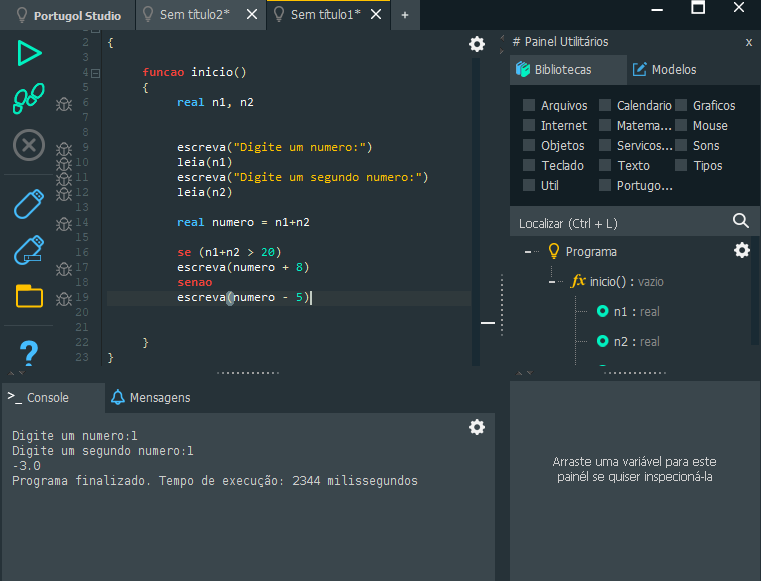 Portugol Studio
Sem título2*
Sem título1*
+
# Painel Utilitários
x
Bibliotecas
Modelos
Arquivos
Calendario
Graficos
Internet
Matema...
Mouse
Objetos
Servicos...
Sons
Teclado
Texto
Tipos
Util
Portugo...
Localizar (Ctrl + L)
Programa
inicio() : vazio
n1 : real
n2 : real
2 {
3
4 funcao inicio()
5 {
6 real n1, n2
7
8
9 escreva("Digite um numero:")
10 leia(n1)
11 escreva("Digite um segundo numero:")
12 leia(n2)
13
14 real numero = n1+n2
15
16 se (n1+n2 > 20)
17 escreva(numero + 8)
18 senao
19 escreva(numero - 5)
20
21
22 }
23 }
>_ Console
Mensagens
Digite um numero:1
Digite um segundo numero:1
-3.0
Programa finalizado. Tempo de execução: 2344 milissegundos
Arraste uma variável para este
painél se quiser inspecioná-la